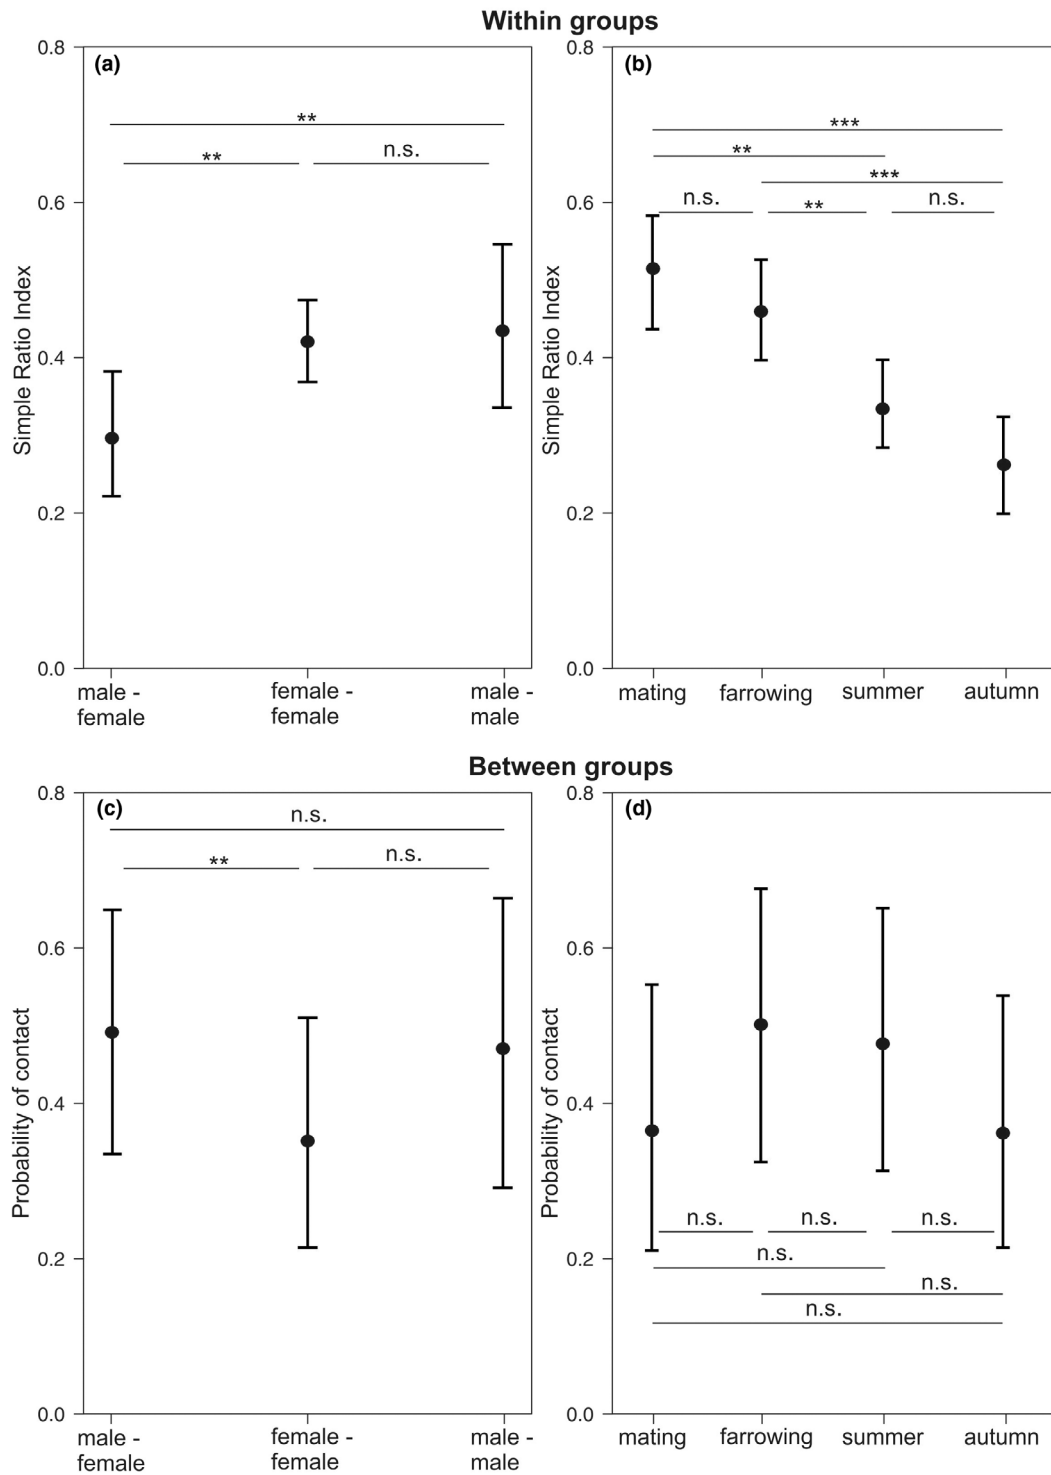 Within groups
(a)
0.8
0.6
0.4
0.2
0.0
Simple Ratio Index
**
**
n.s.
male - female
female - female
male - male
(b)
0.8
0.6
0.4
0.2
0.0
Simple Ratio Index
***
**
***
n.s.
**
n.s.
mating
farrowing
summer
autumn
Between groups
(c)
0.8
0.6
0.4
0.2
0.0
Probability of contact
n.s.
**
n.s.
male -
female
female -
female
male -
male
(d)
0.8
0.6
0.4
0.2
0.0
Probability of contact
n.s.
n.s.
n.s.
n.s.
n.s.
n.s.
mating
farrowing
summer
autumn